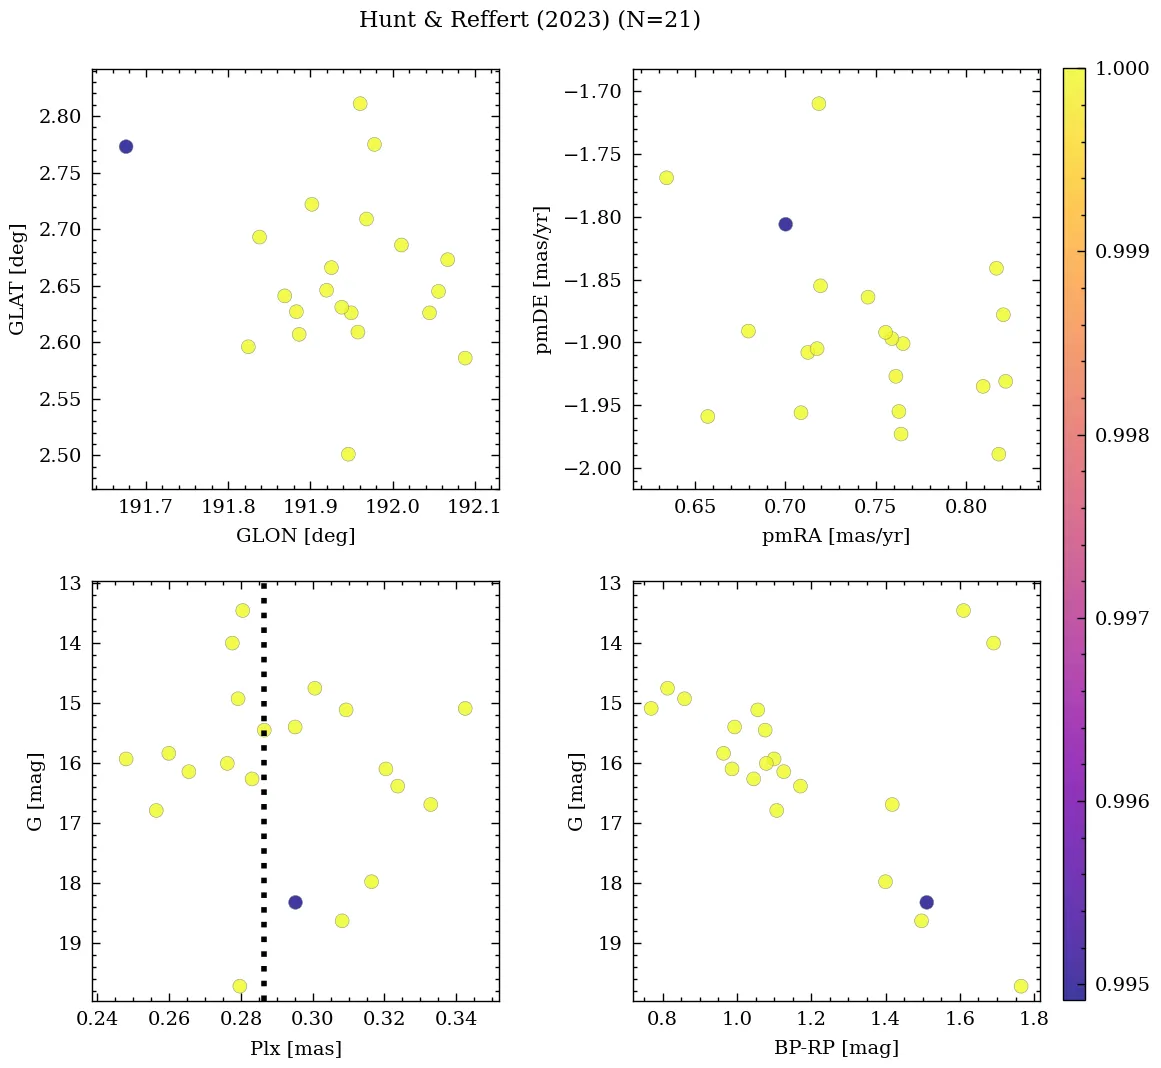 Hunt & Reffert (2023) (N=21)
2.80
2.75
2.70
2.65
2.60
2.55
2.50
GLAT [deg]
191.7 191.8 191.9 192.0 192.1
GLON [deg]
−1.70
−1.75
−1.80
−1.85
−1.90
−1.95
−2.00
pmDE [mas/yr]
0.65 0.70 0.75 0.80
pmRA [mas/yr]
13
14
15
16
17
18
19
G [mag]
0.24 0.26 0.28 0.30 0.32 0.34
Plx [mas]
G [mag]
0.8 1.0 1.2 1.4 1.6 1.8
BP-RP [mag]
13
14
15
16
17
18
19
1.000
0.999
0.998
0.997
0.996
0.995